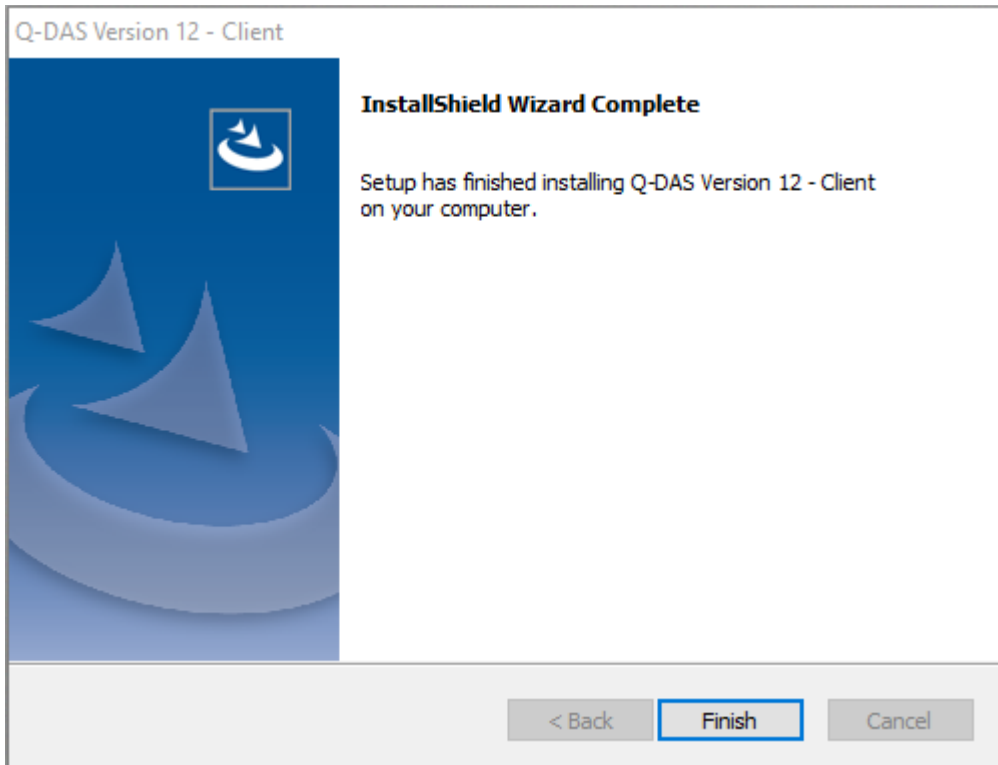 Q-DAS Version 12 - Client
InstallShield Wizard Complete
Setup has finished installing Q-DAS Version 12 - Client
on your computer.
< Back
Finish
Cancel